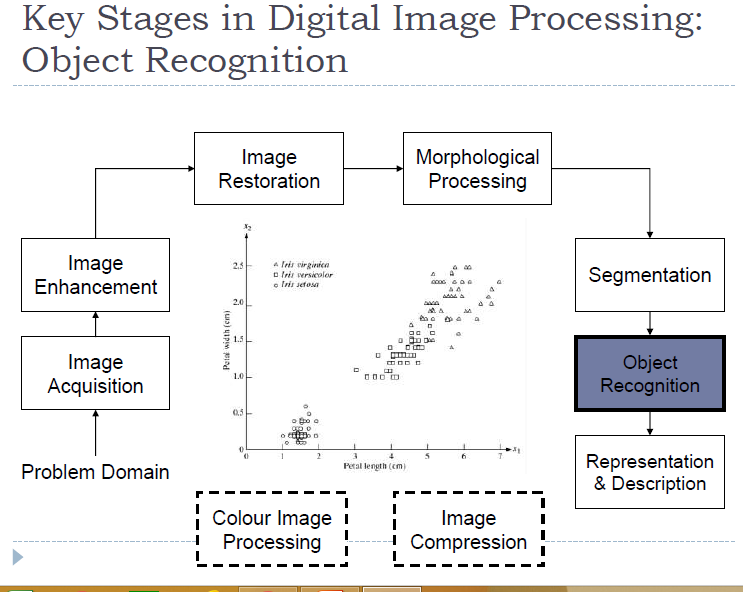 Key Stages in Digital Image Processing:
Object Recognition
Image
Restoration
Morphological
Processing
Image
Enhancement
Segmentation
Image
Acquisition
Object
Recognition
Problem Domain
Representation
& Description
Colour Image
Processing
Image
Compression
x₂
△ Iris virginica
□ Iris versicolor
○ Iris setosa
Petal width (cm)
2.5
2.0
1.5
1.0
0.5
0
0 1 2 3 4 5 6 7 x₁
Petal length (cm)